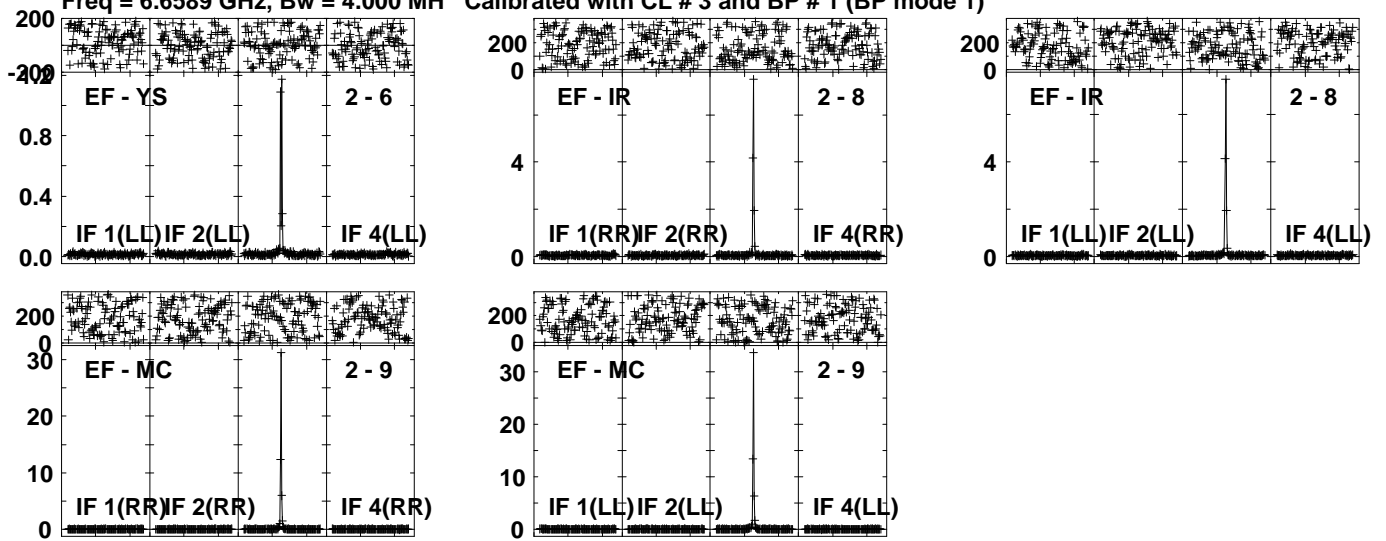 Freq = 6.6589 GHz, Bw = 4.000 MH Calibrated with CL # 3 and BP # 1 (BP mode 1)
200
-200
1.2
EF - YS 2 - 6
0.8
0.4
IF 1(LL) IF 2(LL) IF 4(LL)
0.0
200
0
EF - IR 2 - 8
4
IF 1(RR) IF 2(RR) IF 4(RR)
0
200
0
EF - IR 2 - 8
4
IF 1(LL) IF 2(LL) IF 4(LL)
0
200
0
30
EF - MC 2 - 9
20
10
IF 1(RR) IF 2(RR) IF 4(RR)
0
200
0
30
EF - MC 2 - 9
20
10
IF 1(LL) IF 2(LL) IF 4(LL)
0